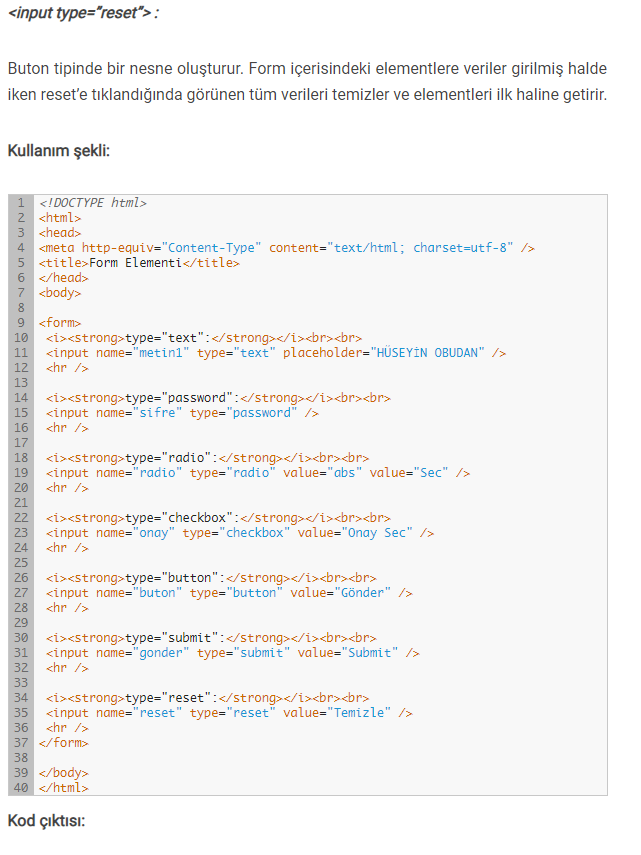 <input type=”reset”> :
Buton tipinde bir nesne oluşturur. Form içerisindeki elementlere veriler girilmiş halde
iken reset’e tıklandığında görünen tüm verileri temizler ve elementleri ilk haline getirir.
Kullanım şekli:
1 <!DOCTYPE html>
2 <html>
3 <head>
4 <meta http-equiv="Content-Type" content="text/html; charset=utf-8" />
5 <title>Form Elementi</title>
6 </head>
7 <body>
8
9 <form>
10 <i><strong>type="text":</strong></i><br><br>
11 <input name="metin1" type="text" placeholder="HÜSEYİN OBUDAN" />
12 <hr />
13
14 <i><strong>type="password":</strong></i><br><br>
15 <input name="sifre" type="password" />
16 <hr />
17
18 <i><strong>type="radio":</strong></i><br><br>
19 <input name="radio" type="radio" value="abs" value="Sec" />
20 <hr />
21
22 <i><strong>type="checkbox":</strong></i><br><br>
23 <input name="onay" type="checkbox" value="Onay Sec" />
24 <hr />
25
26 <i><strong>type="button":</strong></i><br><br>
27 <input name="buton" type="button" value="Gönder" />
28 <hr />
29
30 <i><strong>type="submit":</strong></i><br><br>
31 <input name="gonder" type="submit" value="Submit" />
32 <hr />
33
34 <i><strong>type="reset":</strong></i><br><br>
35 <input name="reset" type="reset" value="Temizle" />
36 <hr />
37 </form>
38
39 </body>
40 </html>
Kod çıktısı: